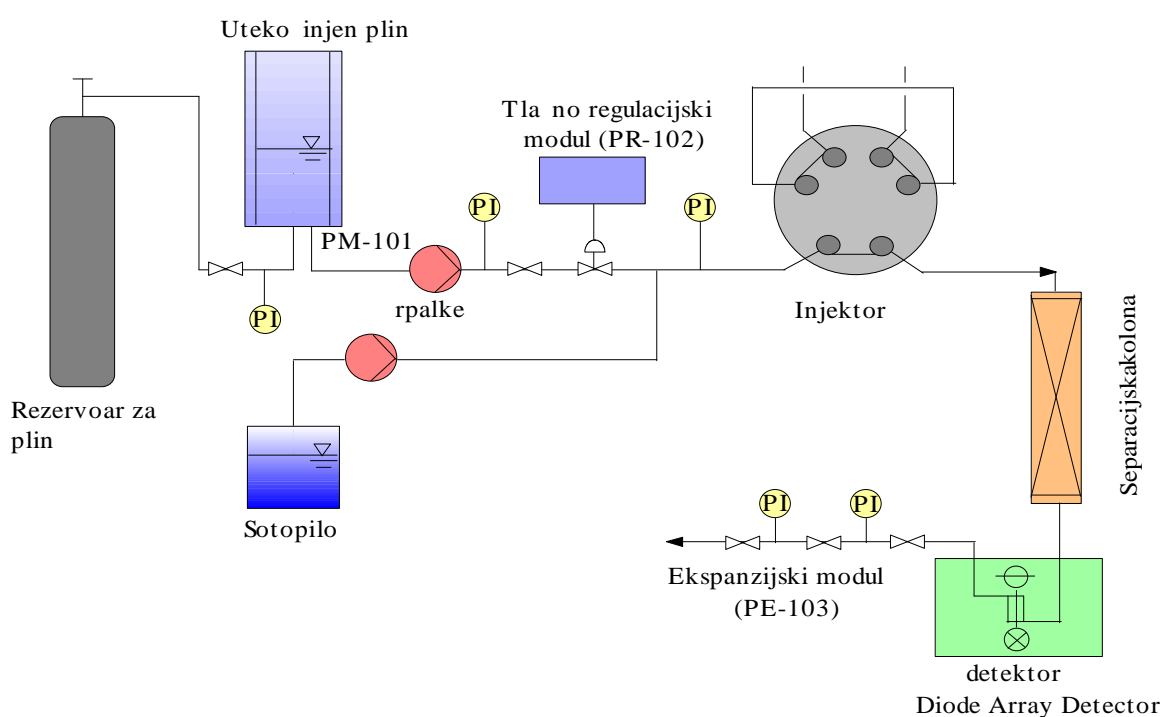 Uteko injen plin
Tla no regulacijski
modul (PR-102)
PI
PI
PM-101
PI
rpalke
Injektor
Rezervoar za
plin
Separacijskakolona
Sotopilo
PI
PI
Ekspanzijski modul
(PE-103)
detektor
Diode Array Detector